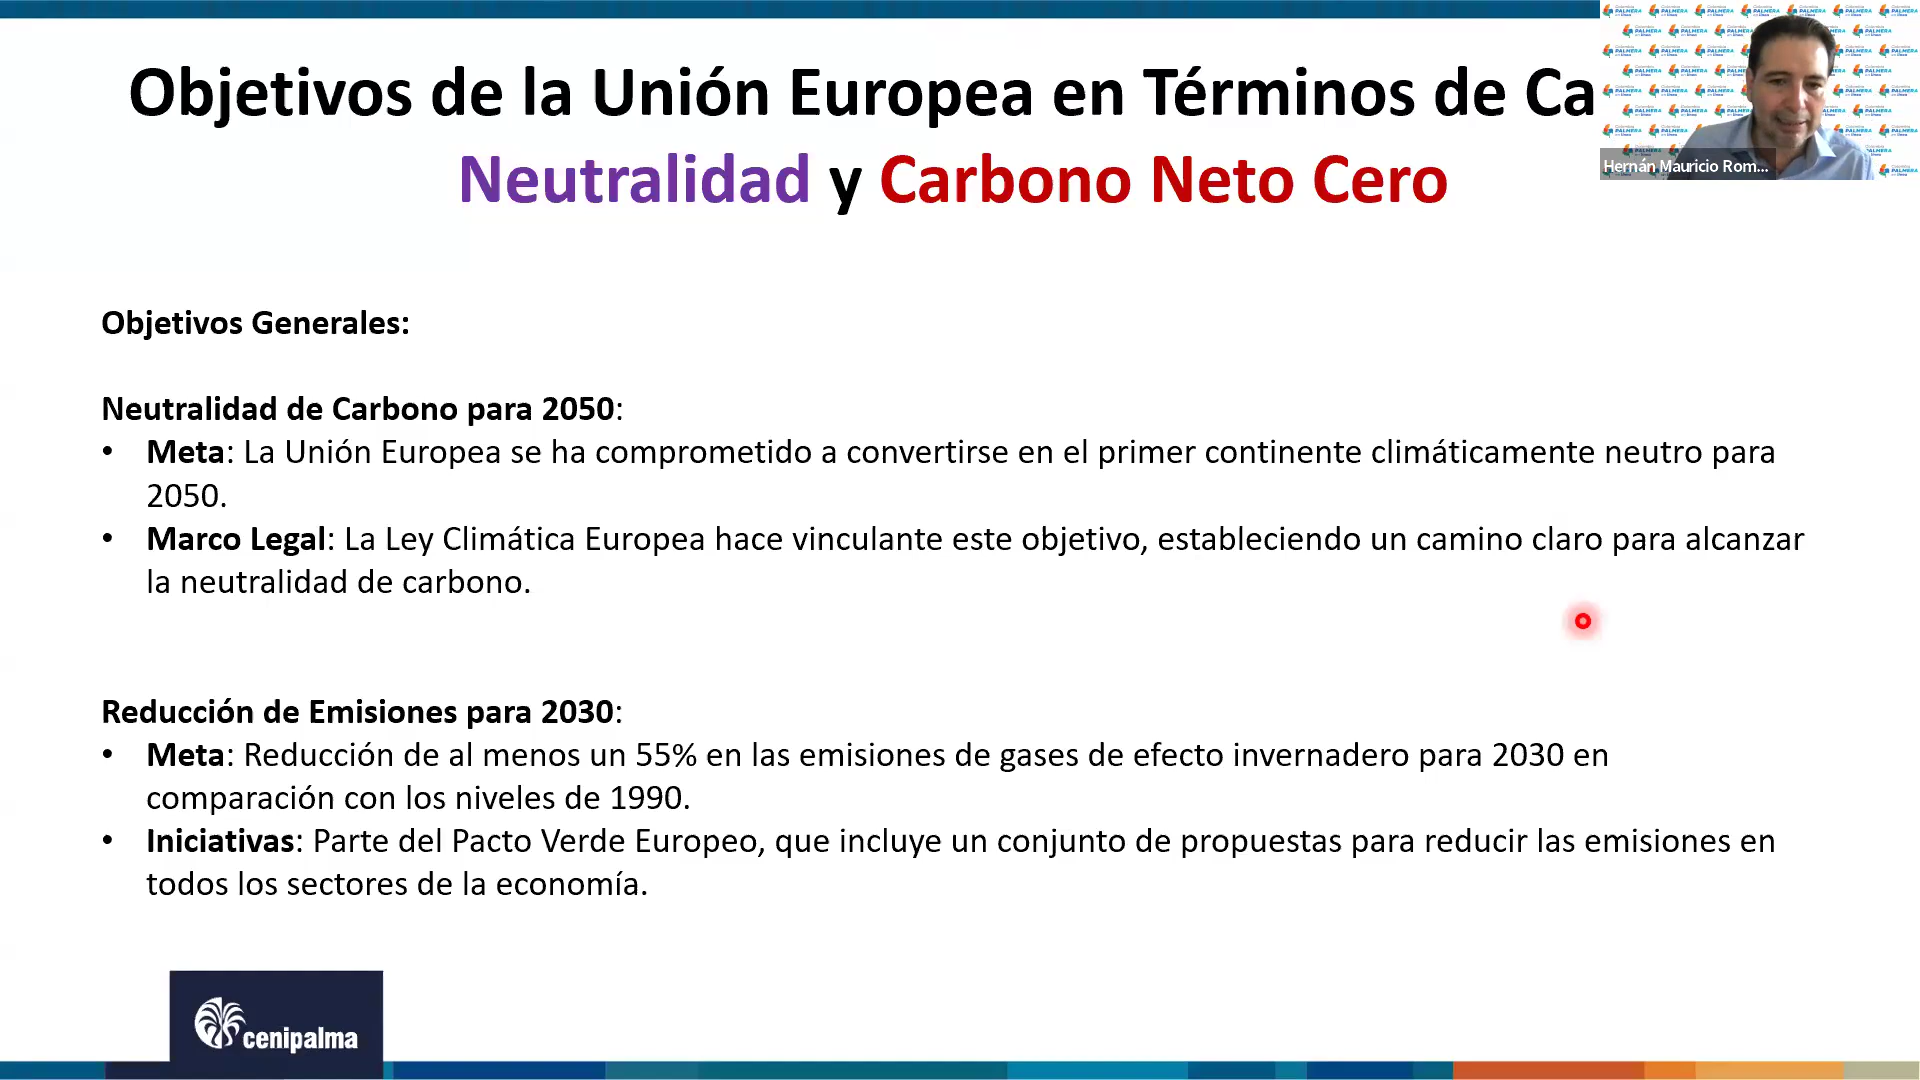 Objetivos de la Unión Europea en Términos de Ca
Neutralidad y Carbono Neto Cero
Hernán Mauricio Rom...
Objetivos Generales:
Neutralidad de Carbono para 2050:
• Meta: La Unión Europea se ha comprometido a convertirse en el primer continente climáticamente neutro para
2050.
• Marco Legal: La Ley Climática Europea hace vinculante este objetivo, estableciendo un camino claro para alcanzar
la neutralidad de carbono.
Reducción de Emisiones para 2030:
• Meta: Reducción de al menos un 55% en las emisiones de gases de efecto invernadero para 2030 en
comparación con los niveles de 1990.
• Iniciativas: Parte del Pacto Verde Europeo, que incluye un conjunto de propuestas para reducir las emisiones en
todos los sectores de la economía.
cenipalma